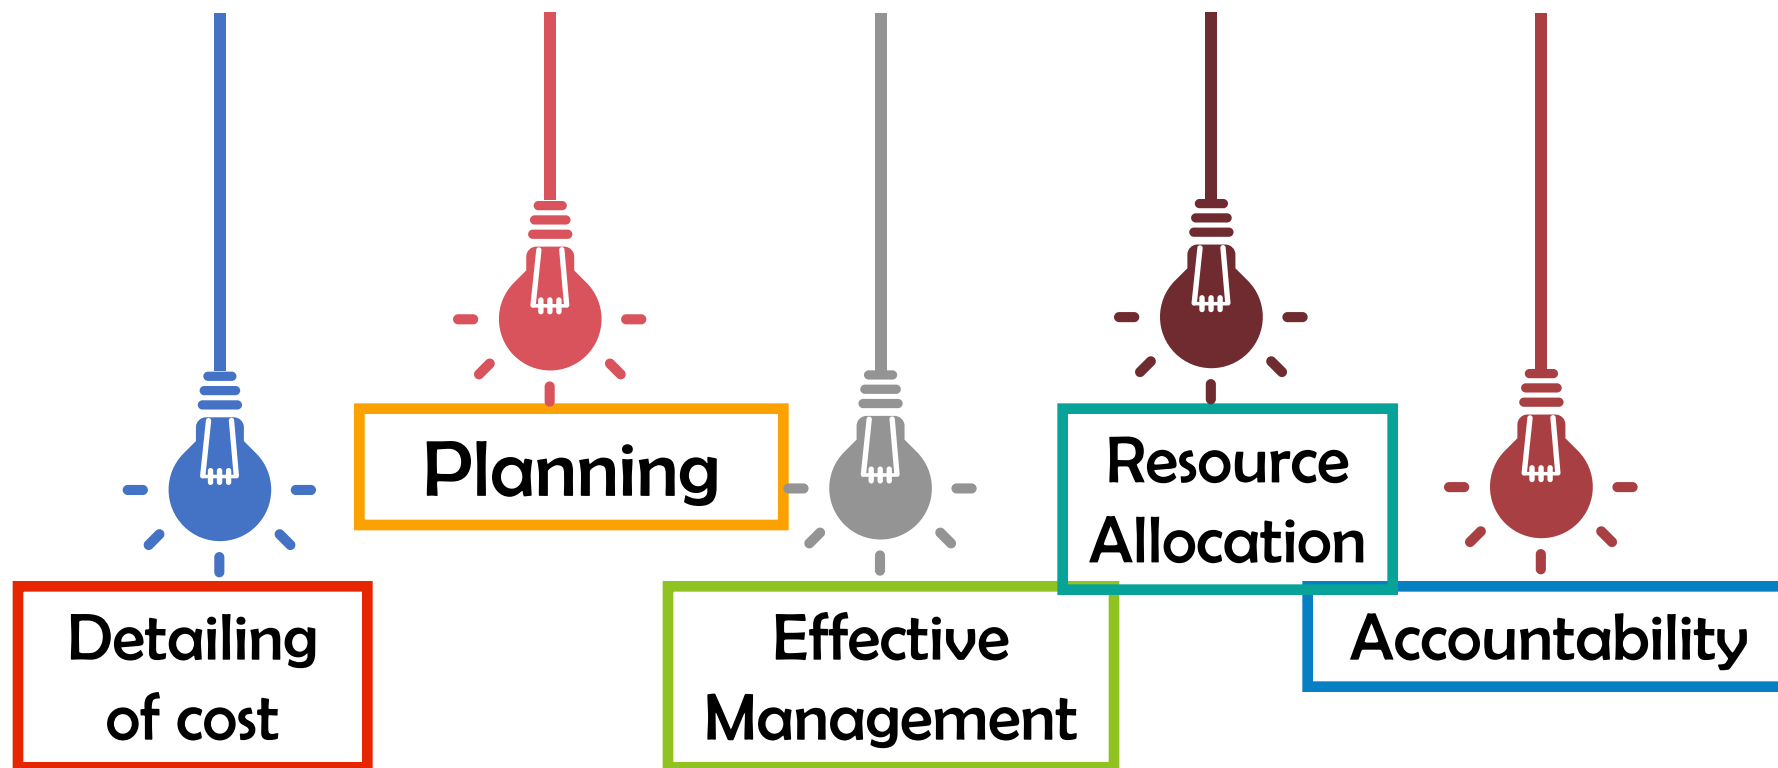 Detailing
of cost
Planning
Effective
Management
Resource
Allocation
Accountability